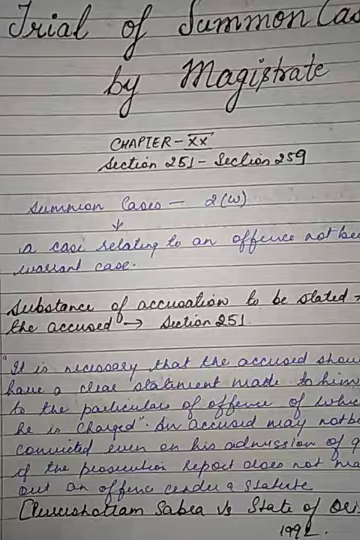 Trial of Summon Cas
by Magistrate
CHAPTER - XX
Section 251 - Section 259
Summon Cases - 2(w)
↓
a case relating to an offence not be
warrant case.
Substance of accusation to be stated
the accused → Section 251.
"It is necessary that the accused shou
have a clear statement made to him
to the particulars of offence of which
he is charged". An accused may not be
convicted even on his admission of g
if the prosecution report does not ma
out an offence under a statute
Sabra vs State of
1992.